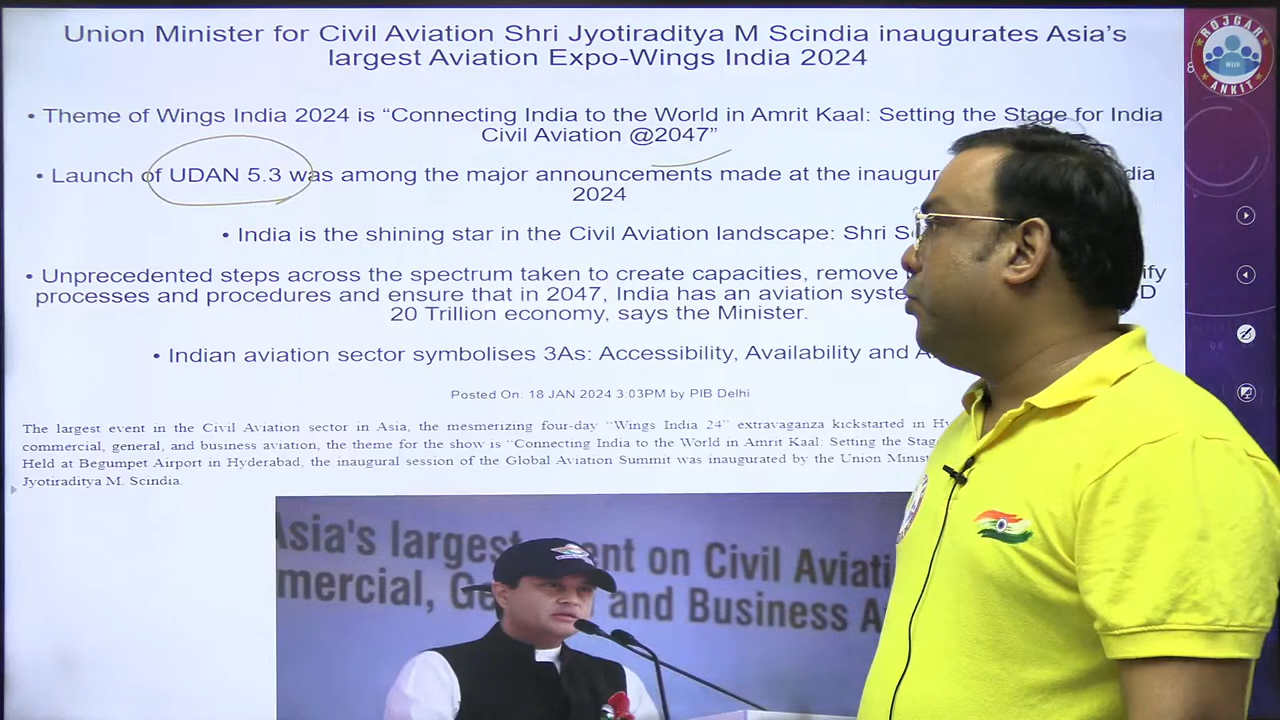 Union Minister for Civil Aviation Shri Jyotiraditya M Scindia inaugurates Asia's
largest Aviation Expo-Wings India 2024
• Theme of Wings India 2024 is “Connecting India to the World in Amrit Kaal: Setting the Stage for India
Civil Aviation @2047”
• Launch of UDAN 5.3 was among the major announcements made at the inaugur dia
2024
• India is the shining star in the Civil Aviation landscape: Shri
• Unprecedented steps across the spectrum taken to create capacities, remove ify
processes and procedures and ensure that in 2047, India has an aviation syste SD
20 Trillion economy, says the Minister.
• Indian aviation sector symbolises 3As: Accessibility, Availability and A
Posted On: 18 JAN 2024 3:03PM by PIB Delhi
The largest event in the Civil Aviation sector in Asia, the mesmerizing four-day “Wings India 24” extravaganza kickstarted in Hy
commercial, general, and business aviation, the theme for the show is “Connecting India to the World in Amrit Kaal: Setting the Stag
Held at Begumpet Airport in Hyderabad, the inaugural session of the Global Aviation Summit was inaugurated by the Union Minist
Jyotiraditya M. Scindia.
Asia's largest ent on Civil Aviati
mercial, Ge and Business A
ROJGAR
WITH
ANKIT
8